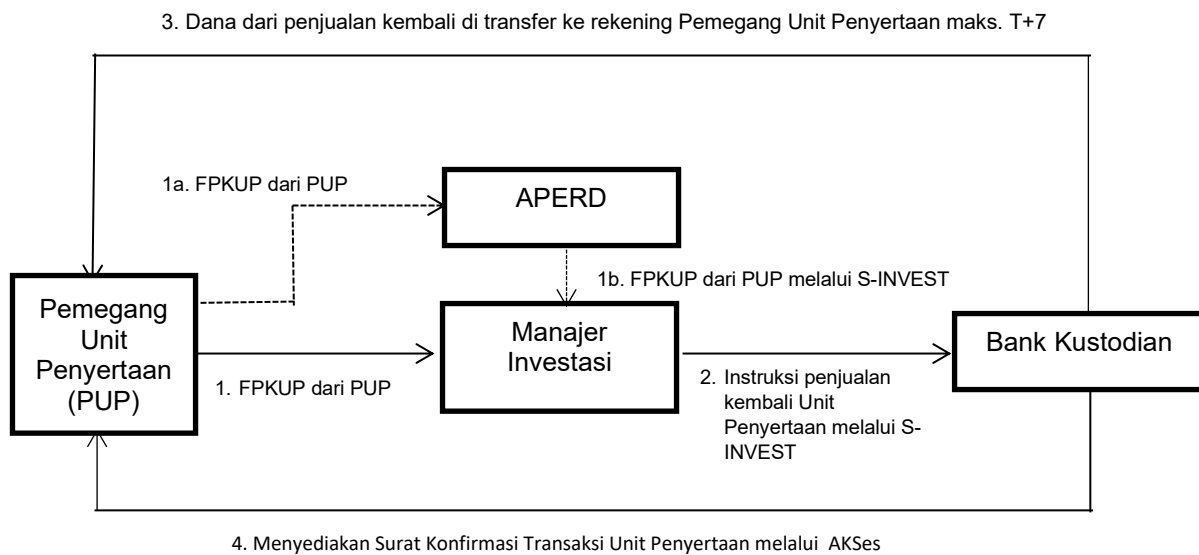 3. Dana dari penjualan kembali di transfer ke rekening Pemegang Unit Penyertaan maks. T+7
1a. FPKUP dari PUP
APERD
1b. FPKUP dari PUP melalui S-INVEST
Pemegang
Unit
Penyertaan
(PUP)
Manajer
Investasi
Bank Kustodian
1. FPKUP dari PUP
2. Instruksi penjualan
kembali Unit
Penyertaan melalui S-
INVEST
4. Menyediakan Surat Konfirmasi Transaksi Unit Penyertaan melalui AKSes